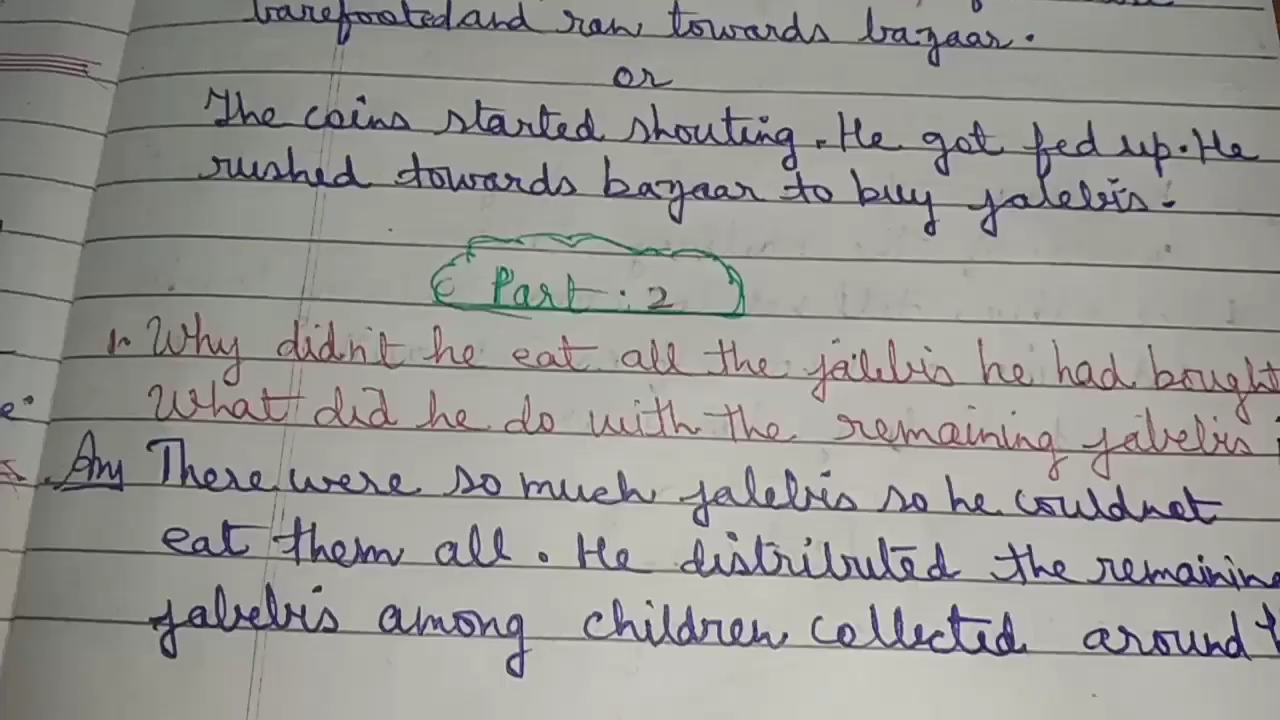 barefooted and ran towards bazaar.
or
The coins started shouting. He got fed up. He
rushed towards bazaar to buy jalebis.
Part : 2
1. Why didn't he eat all the jalebis he had bought
What did he do with the remaining jalebis
Ans There were so much jalebis so he could not
eat them all. He distributed the remaining
jalebis among children collected around